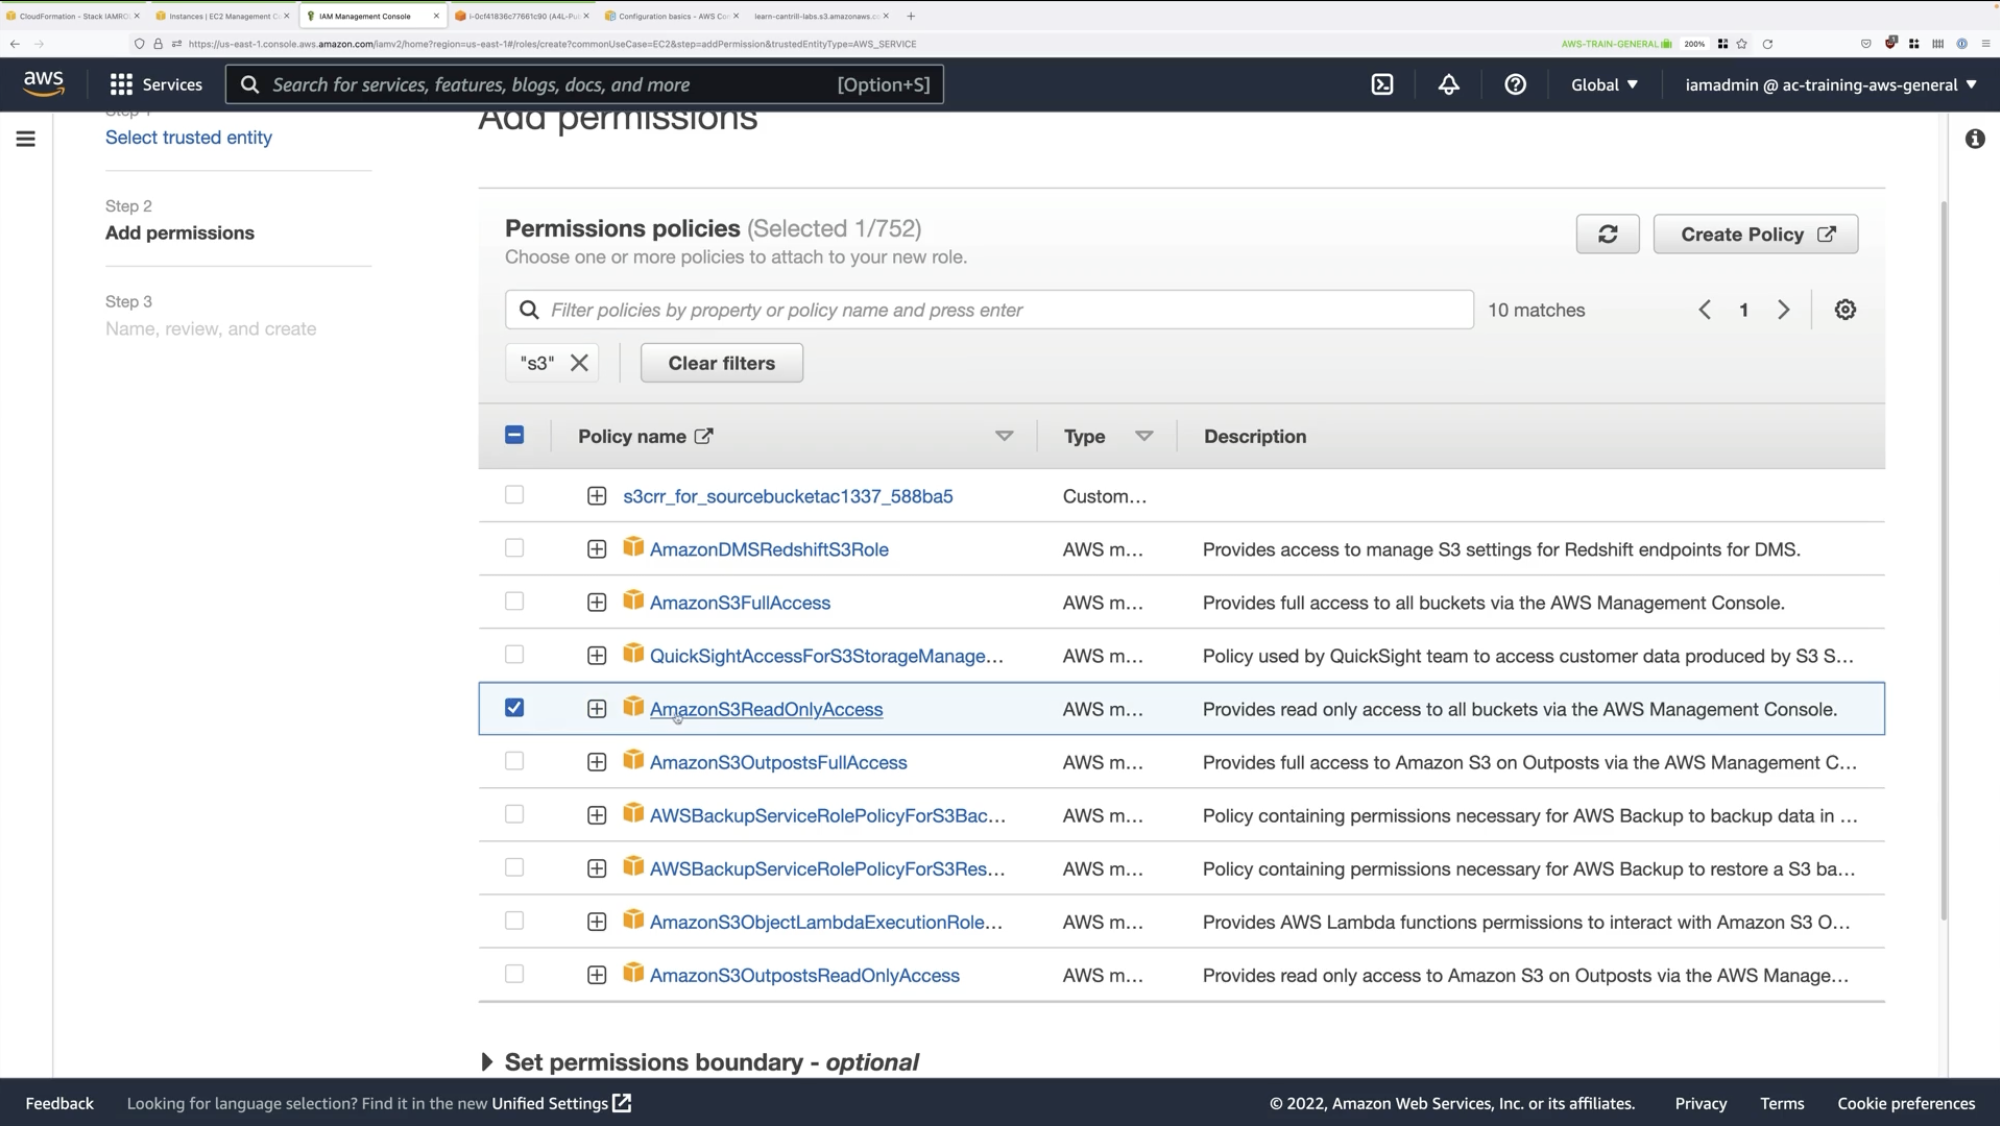 CloudFormation - Stack IAMRO
Instances | EC2 Management C
IAM Management Console
i-0cf41836c77661c90 (A4L-Pu
Configuration basics - AWS Co
learn-cantrill-labs.s3.amazonaws.c
https://us-east-1.console.aws.amazon.com/iamv2/home?region=us-east-1#/roles/create?commonUseCase=EC2&step=addPermission&trustedEntityType=AWS_SERVICE
AWS-TRAIN-GENERAL
200%
aws
Services
Search for services, features, blogs, docs, and more
[Option+S]
Global
iamadmin @ ac-training-aws-general
Step 1
Select trusted entity
Step 2
Add permissions
Step 3
Name, review, and create
Add permissions
Permissions policies (Selected 1/752)
Choose one or more policies to attach to your new role.
Create Policy
Filter policies by property or policy name and press enter
10 matches
1
"s3"
Clear filters
Policy name Type Description
s3crr_for_sourcebucketac1337_588ba5 Custom...
AmazonDMSRedshiftS3Role AWS m... Provides access to manage S3 settings for Redshift endpoints for DMS.
AmazonS3FullAccess AWS m... Provides full access to all buckets via the AWS Management Console.
QuickSightAccessForS3StorageManage... AWS m... Policy used by QuickSight team to access customer data produced by S3 S...
AmazonS3ReadOnlyAccess AWS m... Provides read only access to all buckets via the AWS Management Console.
AmazonS3OutpostsFullAccess AWS m... Provides full access to Amazon S3 on Outposts via the AWS Management C...
AWSBackupServiceRolePolicyForS3Bac... AWS m... Policy containing permissions necessary for AWS Backup to backup data in ...
AWSBackupServiceRolePolicyForS3Res... AWS m... Policy containing permissions necessary for AWS Backup to restore a S3 ba...
AmazonS3ObjectLambdaExecutionRole... AWS m... Provides AWS Lambda functions permissions to interact with Amazon S3 O...
AmazonS3OutpostsReadOnlyAccess AWS m... Provides read only access to Amazon S3 on Outposts via the AWS Manage...
Set permissions boundary - optional
Feedback
Looking for language selection? Find it in the new Unified Settings
© 2022, Amazon Web Services, Inc. or its affiliates.
Privacy
Terms
Cookie preferences